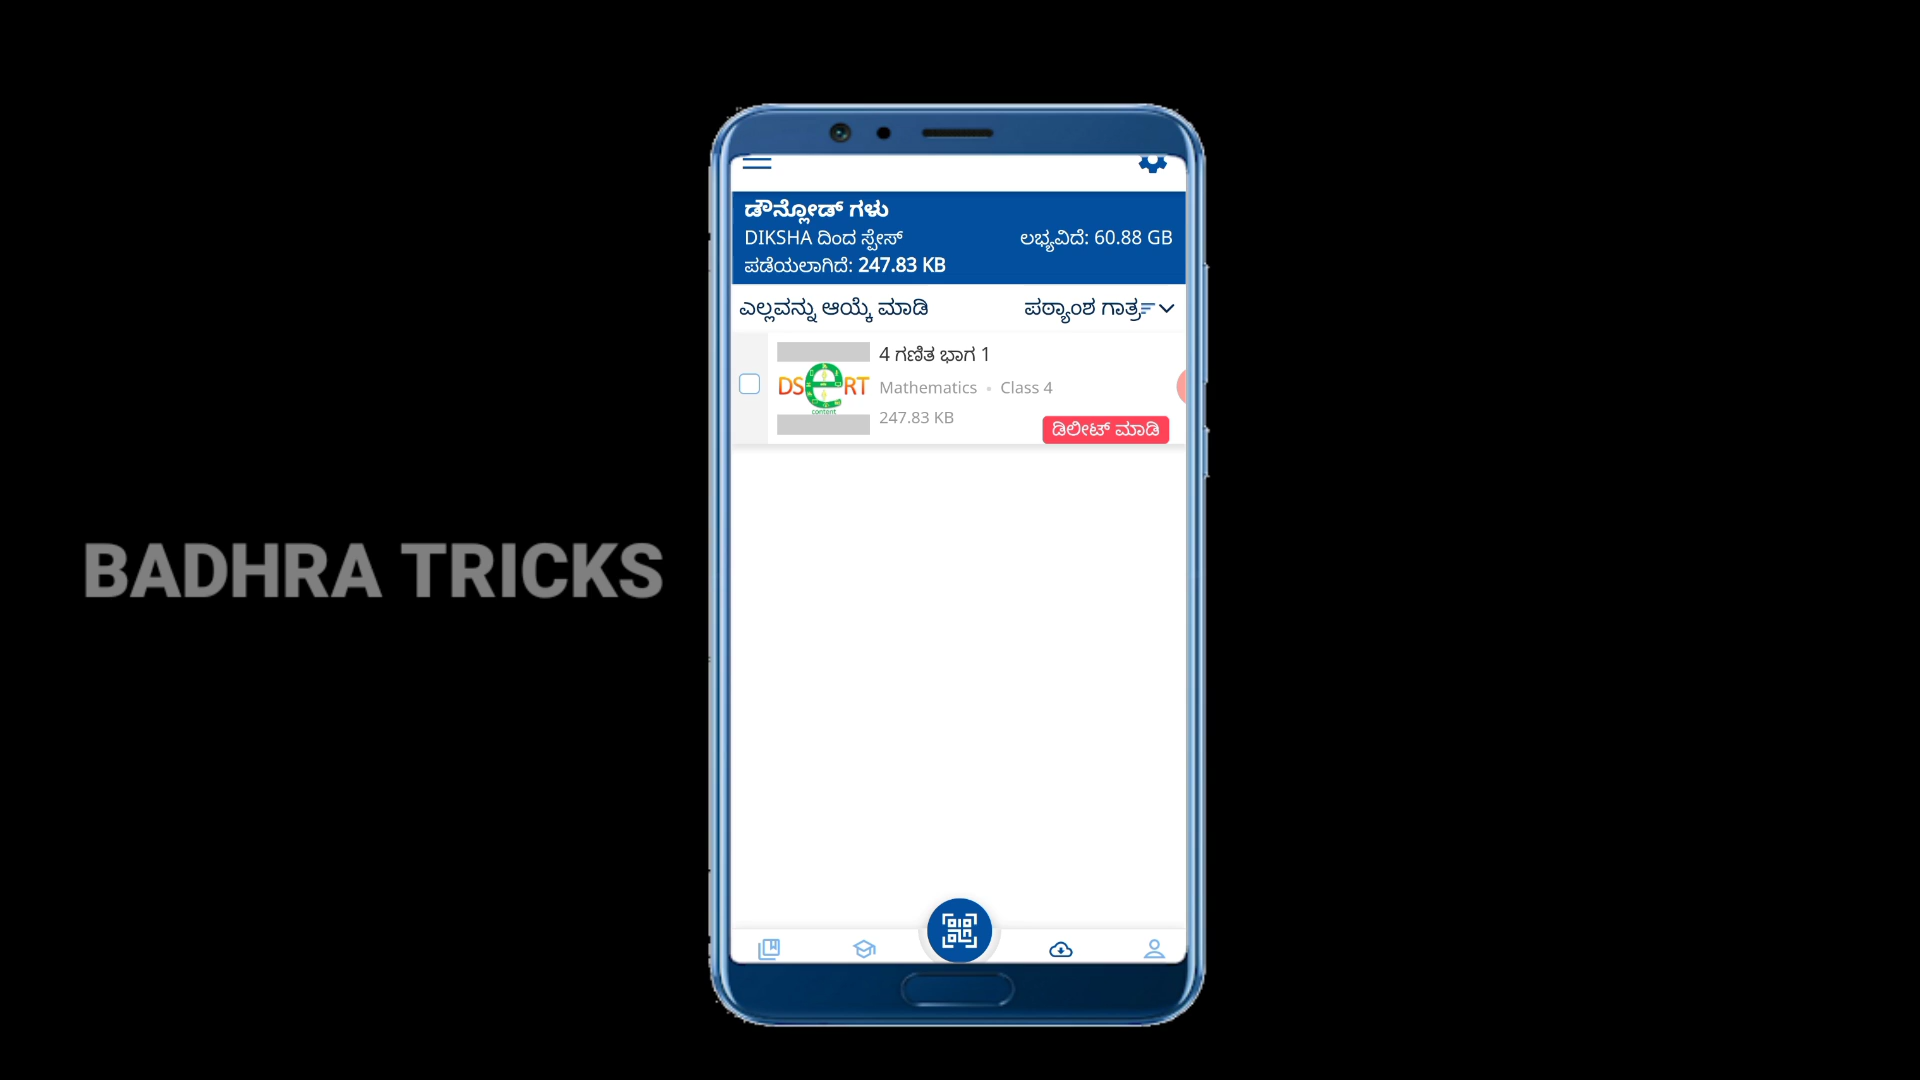 ಡೌನ್ಲೋಡ್ ಗಳು
DIKSHA ದಿಂದ ಸ್ಪೇಸ್
ಲಭ್ಯವಿದೆ: 60.88 GB
ಪಡೆಯಲಾಗಿದೆ: 247.83 KB
ಎಲ್ಲವನ್ನು ಆಯ್ಕೆ ಮಾಡಿ
ಪಠ್ಯಾಂಶ ಗಾತ್ರ
4 ಗಣಿತ ಭಾಗ 1
DSeRT
content
Mathematics • Class 4
247.83 KB
ಡಿಲೀಟ್ ಮಾಡಿ
BADHRA TRICKS